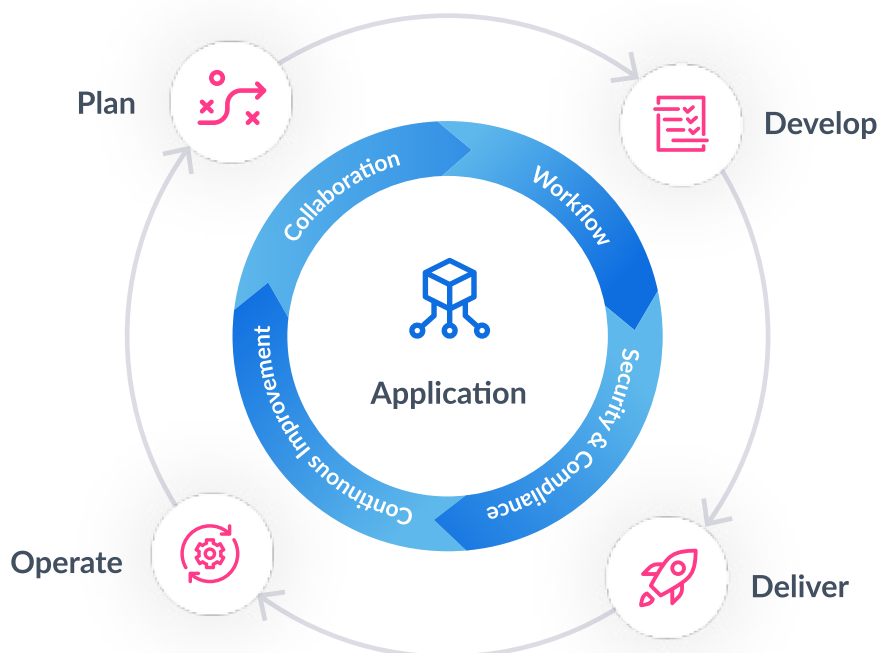 Plan
Develop
Collaboration
Workflow
Application
Security & Compliance
Continuous Improvement
Operate
Deliver